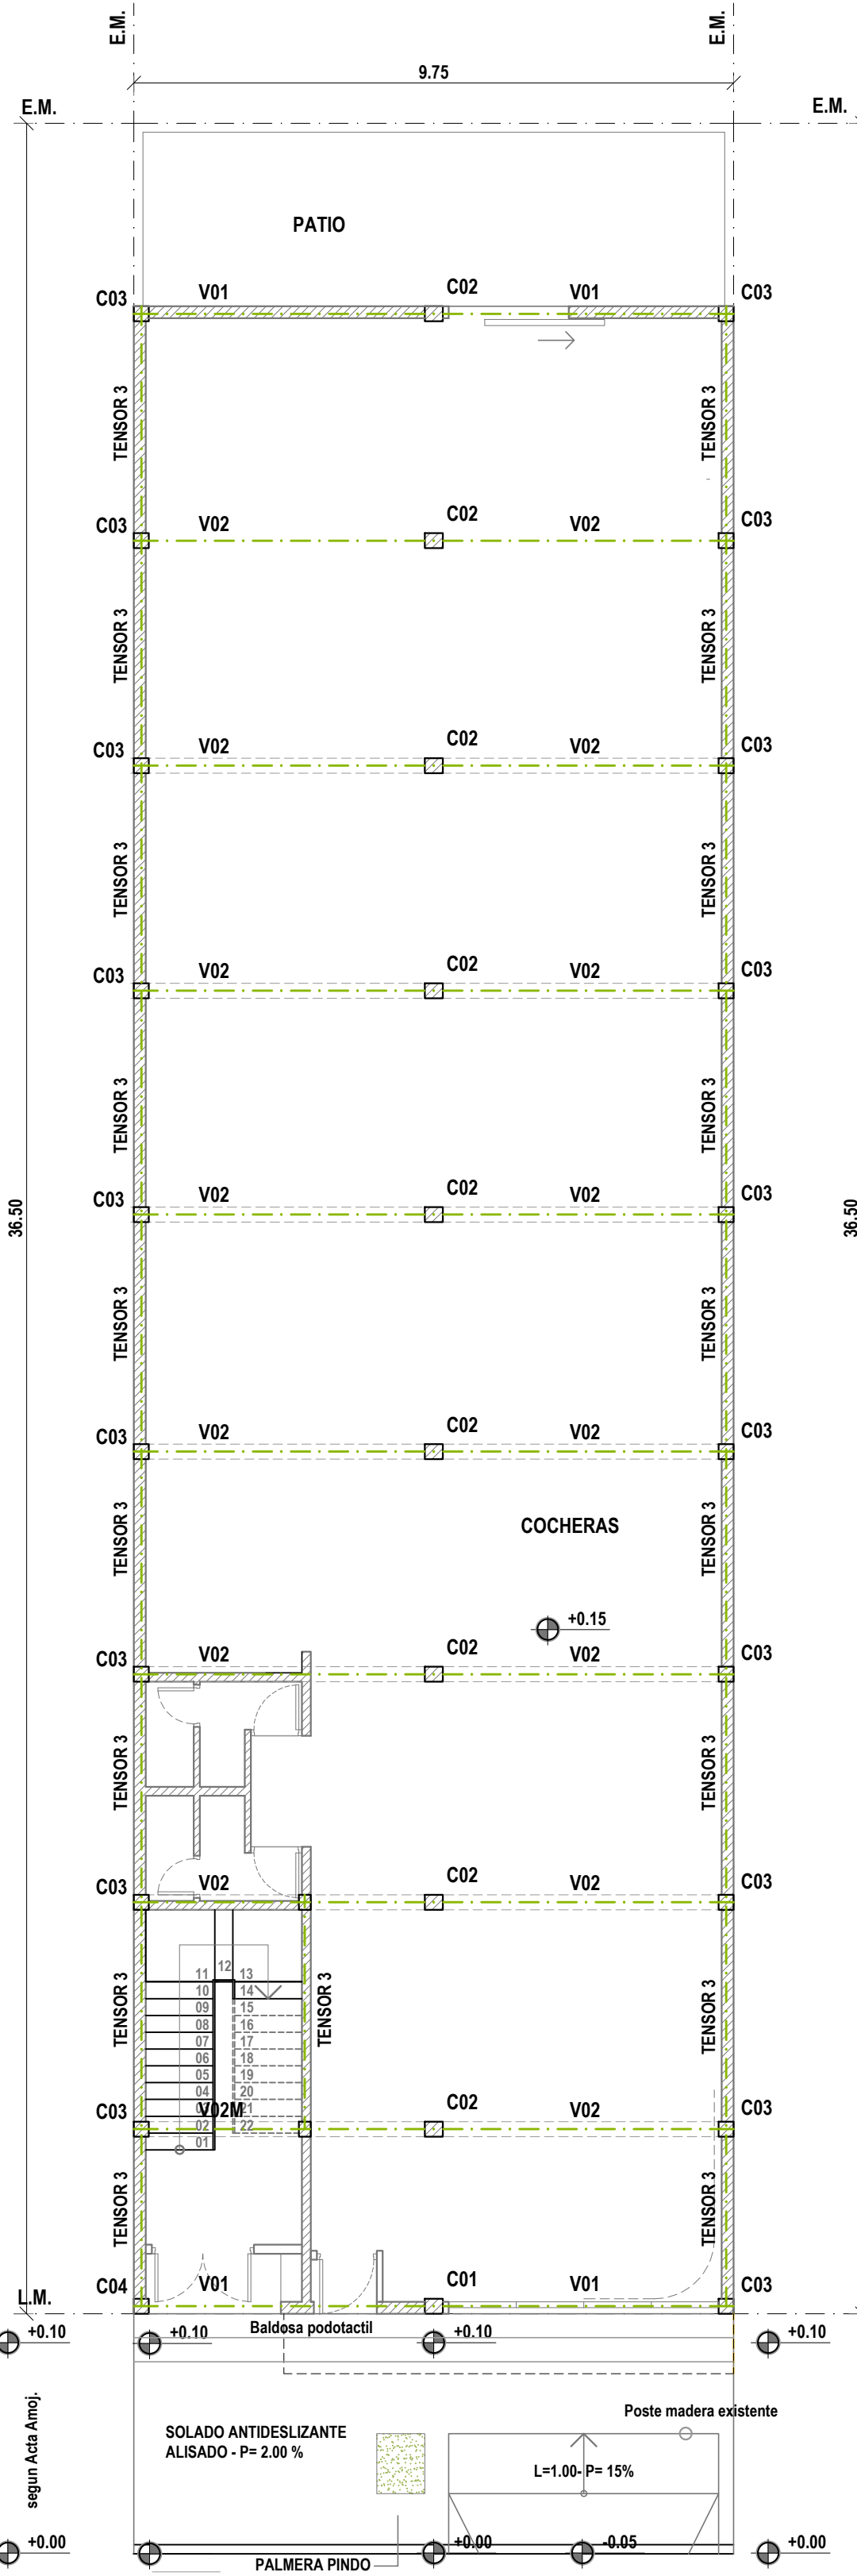 E.M.
E.M.
9.75
E.M.
E.M.
PATIO
C03
V01
C02
V01
C03
TENSOR 3
TENSOR 3
C03
V02
C02
V02
C03
TENSOR 3
TENSOR 3
C03
V02
C02
V02
C03
TENSOR 3
TENSOR 3
C03
V02
C02
V02
C03
TENSOR 3
TENSOR 3
36.50
36.50
C03
V02
C02
V02
C03
TENSOR 3
TENSOR 3
C03
V02
C02
V02
C03
TENSOR 3
TENSOR 3
COCHERAS
+0.15
C03
V02
C02
V02
C03
TENSOR 3
TENSOR 3
C03
V02
C02
V02
C03
TENSOR 3
TENSOR 3
TENSOR 3
12
11
13
10
14
09
15
08
16
07
17
06
18
05
19
04
20
03
21
02
22
01
C03
V02M
C02
V02
C03
TENSOR 3
TENSOR 3
L.M.
C04
V01
C01
V01
C03
+0.10
+0.10
Baldosa podotactil
+0.10
+0.10
segun Acta Amoj.
Poste madera existente
SOLADO ANTIDESLIZANTE
ALISADO - P= 2.00 %
L=1.00- P= 15%
+0.00
+0.00
-0.05
+0.00
PALMERA PINDO